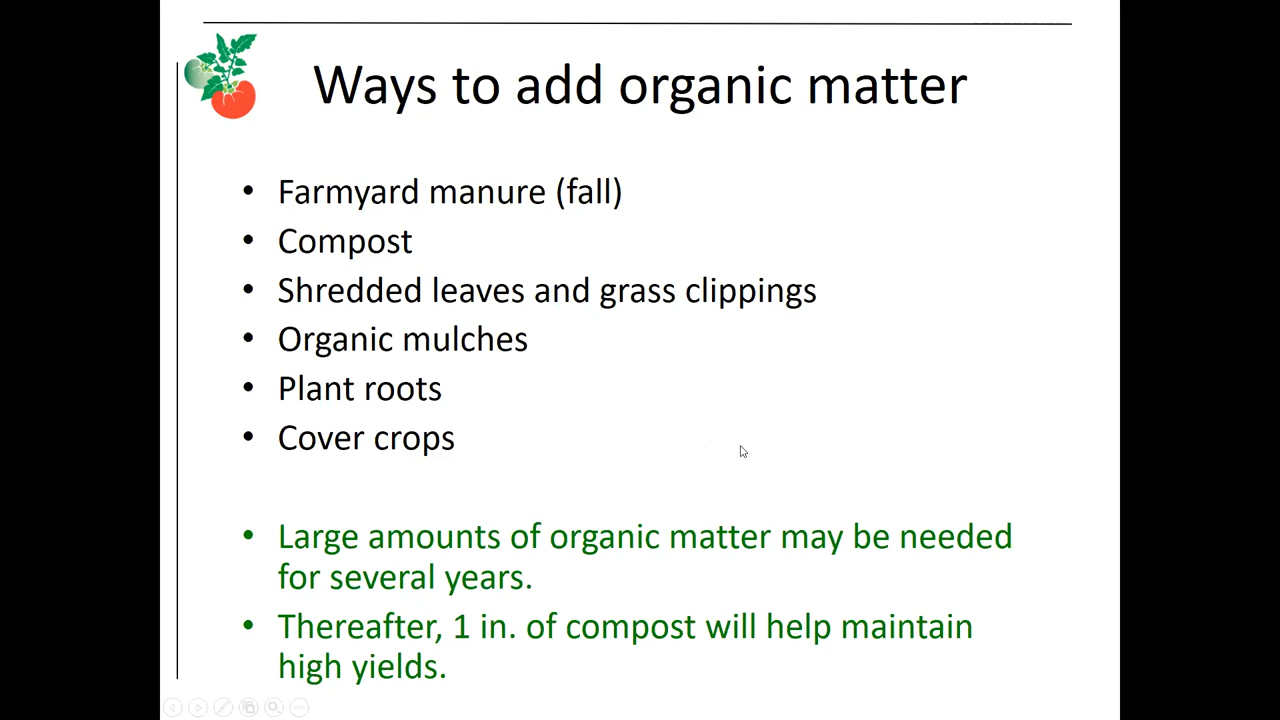 Ways to add organic matter
• Farmyard manure (fall)
• Compost
• Shredded leaves and grass clippings
• Organic mulches
• Plant roots
• Cover crops
• Large amounts of organic matter may be needed
for several years.
• Thereafter, 1 in. of compost will help maintain
high yields.